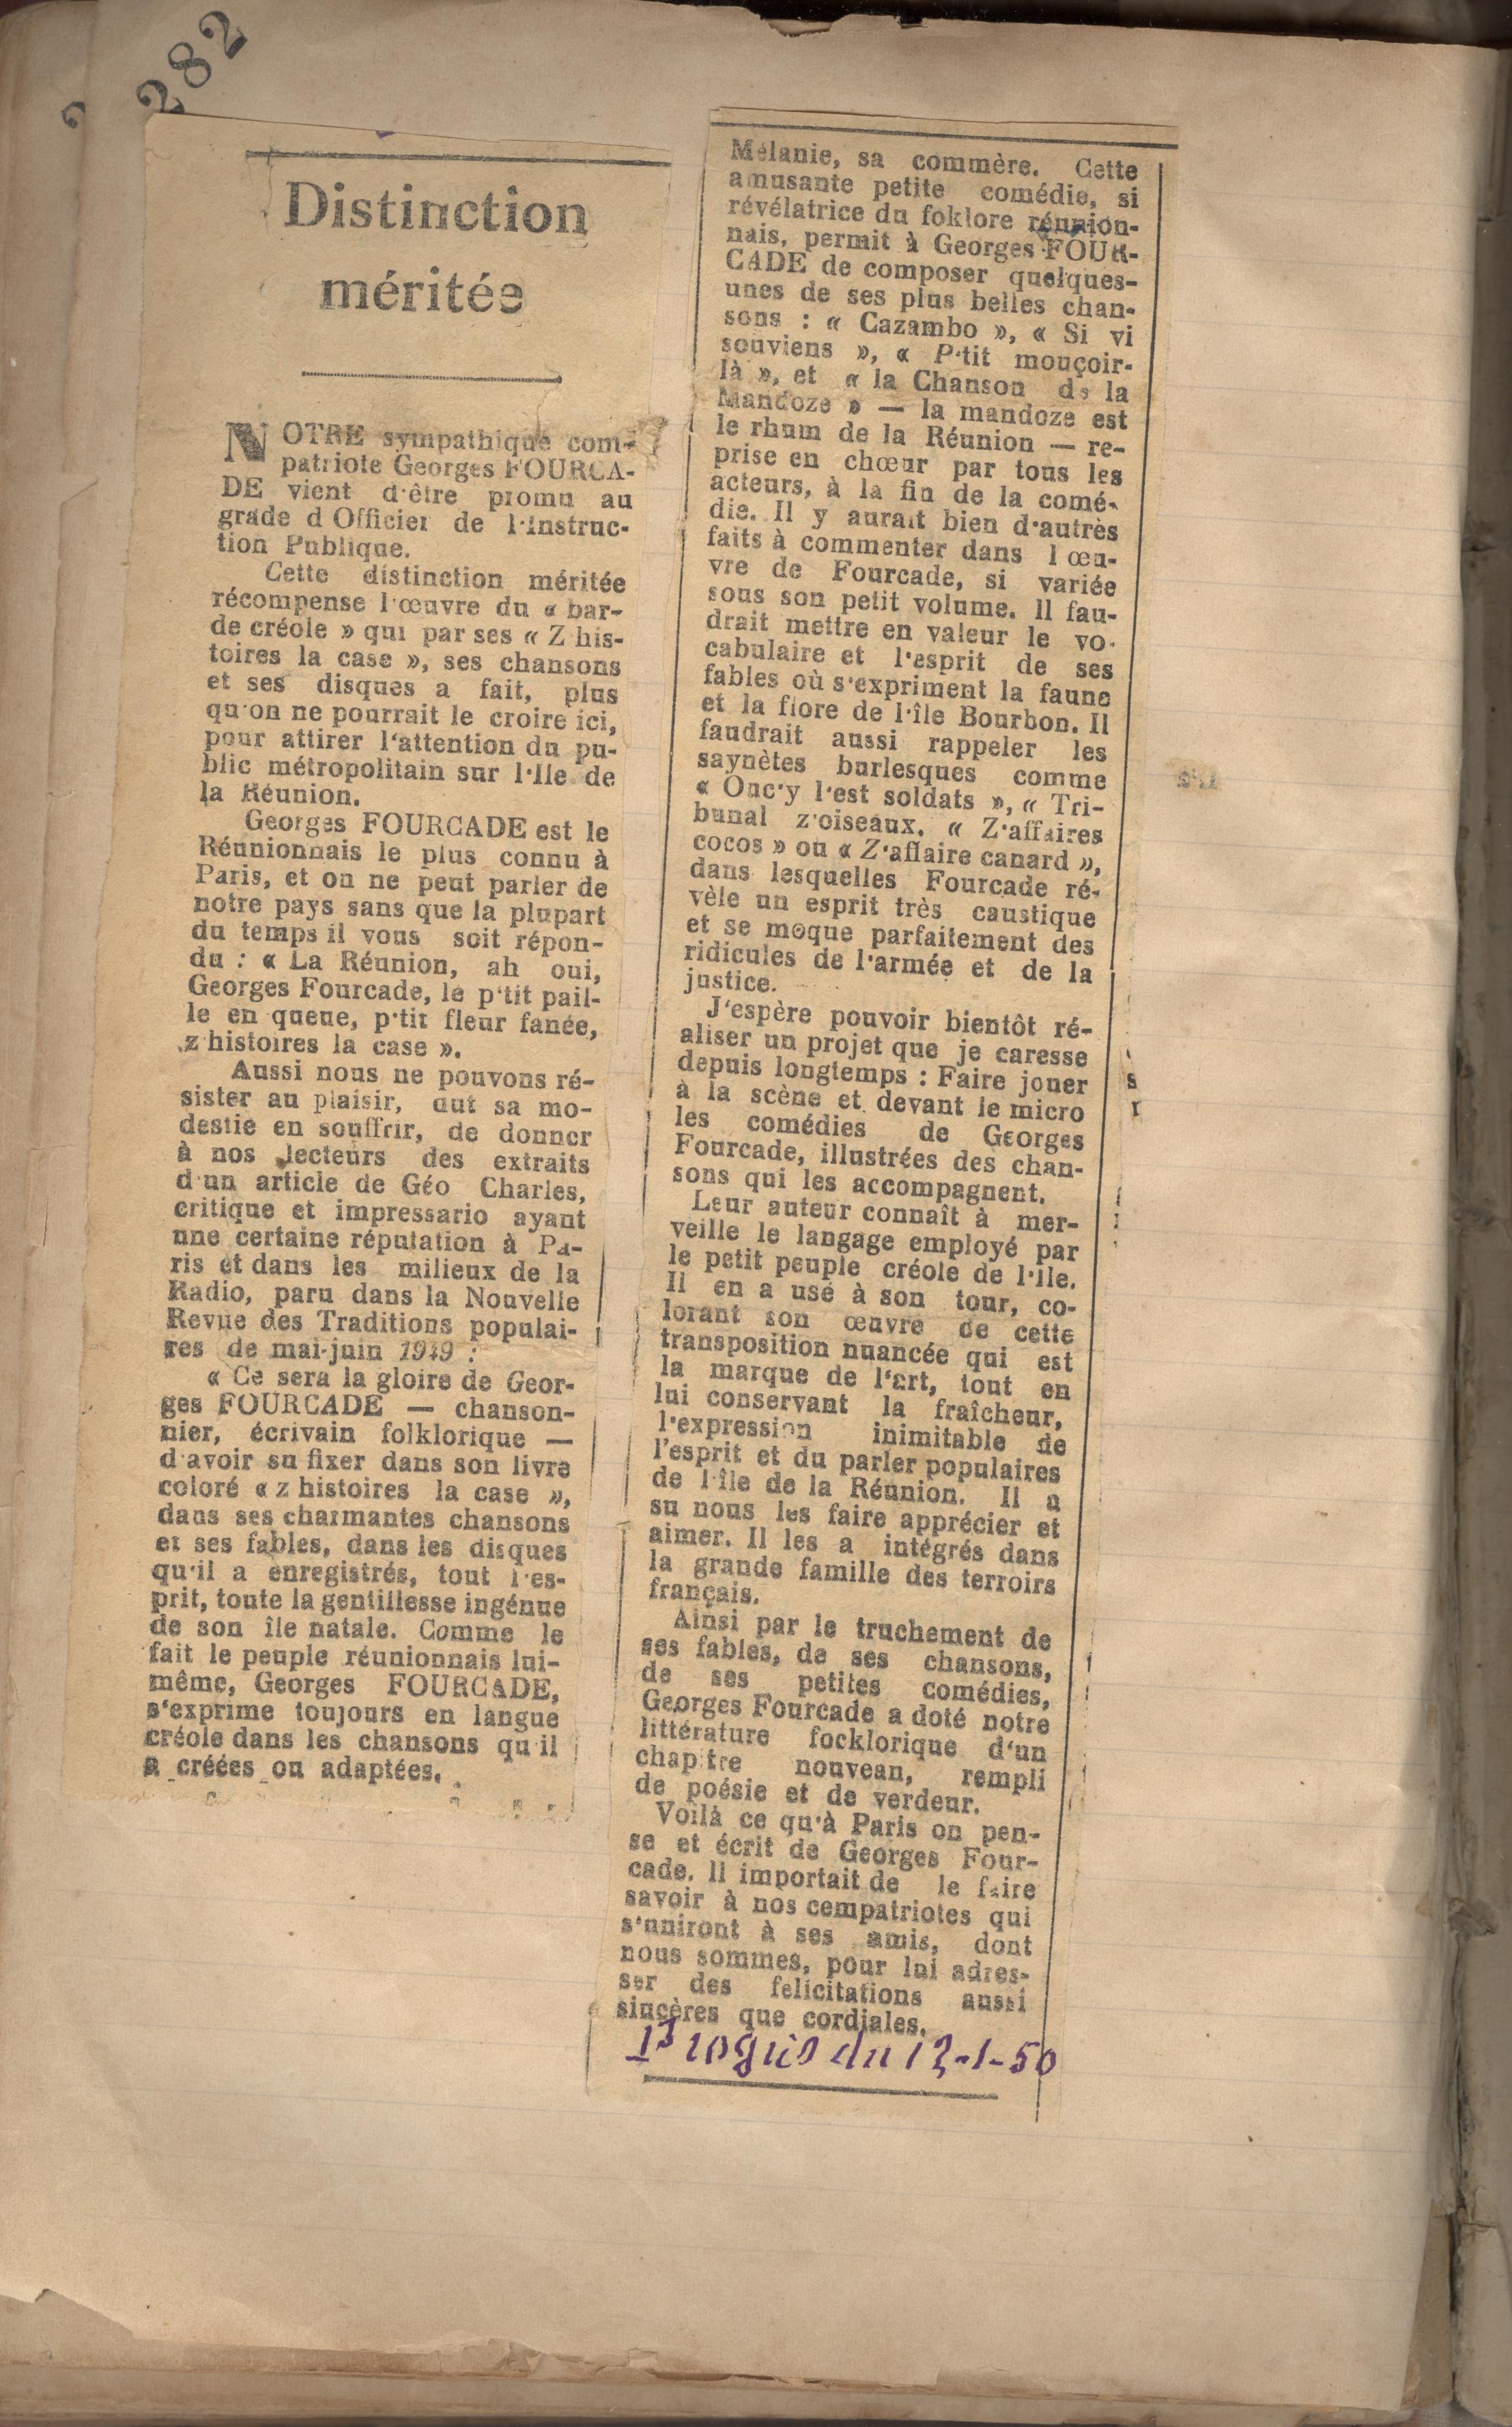 282
Distinction
méritée
NOTRE sympathique com-
patriote Georges FOURCA-
DE vient d'être promu au
grade d Officier de l'Instruc-
tion Publique.
Cette distinction méritée
récompense l'œuvre du « bar-
de créole » qui par ses « Z his-
toires la case », ses chansons
et ses disques a fait, plus
qu'on ne pourrait le croire ici,
pour attirer l'attention du pu-
blic métropolitain sur l'Ile de
la Réunion.
Georges FOURCADE est le
Réunionnais le plus connu à
Paris, et on ne peut parler de
notre pays sans que la plupart
du temps il vous soit répon-
du : « La Réunion, ah oui,
Georges Fourcade, le p'tit pail-
le en queue, p'tit fleur fanée,
z histoires la case ».
Aussi nous ne pouvons ré-
sister au plaisir, dut sa mo-
destie en souffrir, de donner
à nos lecteurs des extraits
d'un article de Géo Charles,
critique et impressario ayant
une certaine réputation à Pa-
ris et dans les milieux de la
Radio, paru dans la Nouvelle
Revue des Traditions populai-
res de mai-juin 1949 :
« Ce sera la gloire de Geor-
ges FOURCADE — chanson-
nier, écrivain folklorique —
d'avoir su fixer dans son livre
coloré « z histoires la case »,
dans ses charmantes chansons
et ses fables, dans les disques
qu'il a enregistrés, tout l'es-
prit, toute la gentillesse ingénue
de son île natale. Comme le
fait le peuple réunionnais lui-
même, Georges FOURCADE,
s'exprime toujours en langue
créole dans les chansons qu'il
a créées ou adaptées.
Mélanie, sa commère. Cette
amusante petite comédie, si
révélatrice du foklore réunion-
nais, permit à Georges FOUR-
CADE de composer quelques-
unes de ses plus belles chan-
sons : « Cazambo », « Si vi
souviens », « P'tit mouçoir-
là », et « la Chanson de la
Mandoze » — la mandoze est
le rhum de la Réunion — re-
prise en chœur par tous les
acteurs, à la fin de la comé-
die. Il y aurait bien d'autrès
faits à commenter dans l œu-
vre de Fourcade, si variée
sous son petit volume. Il fau-
drait mettre en valeur le vo-
cabulaire et l'esprit de ses
fables où s'expriment la faune
et la flore de l'île Bourbon. Il
faudrait aussi rappeler les
saynètes burlesques comme
« Ouc'y l'est soldats », « Tri-
bunal z'oiseaux, « Z'affaires
cocos » ou « Z'affaire canard »,
dans lesquelles Fourcade ré-
vèle un esprit très caustique
et se moque parfaitement des
ridicules de l'armée et de la
justice.
J'espère pouvoir bientôt ré-
aliser un projet que je caresse
depuis longtemps : Faire jouer
à la scène et devant le micro
les comédies de Georges
Fourcade, illustrées des chan-
sons qui les accompagnent.
Leur auteur connaît à mer-
veille le langage employé par
le petit peuple créole de l'île.
Il en a usé à son tour, co-
lorant son œuvre de cette
transposition nuancée qui est
la marque de l'art, tout en
lui conservant la fraîcheur,
l'expression inimitable de
l'esprit et du parler populaires
de l'île de la Réunion. Il a
su nous les faire apprécier et
aimer. Il les a intégrés dans
la grande famille des terroirs
français.
Ainsi par le truchement de
ses fables, de ses chansons,
de ses petites comédies,
Georges Fourcade a doté notre
littérature focklorique d'un
chapitre nouveau, rempli
de poésie et de verdeur.
Voilà ce qu'à Paris on pen-
se et écrit de Georges Four-
cade. Il importait de le faire
savoir à nos cempatriotes qui
s'uniront à ses amis, dont
nous sommes, pour lui adres-
ser des felicitations aussi
sincères que cordiales.
du 12-1-50